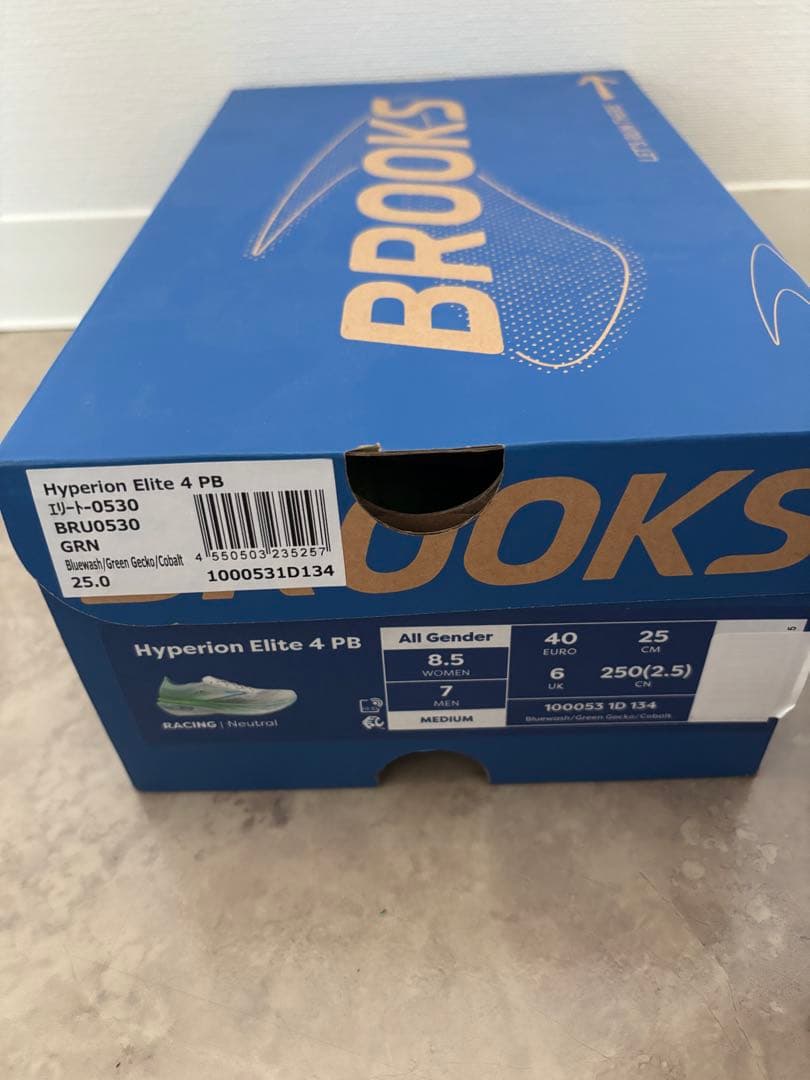 BROOKS
Hyperion Elite 4 PB
ｴﾘｰﾄ-0530
BRU0530
GRN
Bluewash/Green Gecko/Cobalt
25.0
4 550503 235257
1000531D134
BROOKS
Hyperion Elite 4 PB
RACING | Neutral
All Gender
8.5
WOMEN
7
MEN
MEDIUM
40
EURO
25
CM
6
UK
250(2.5)
CN
100053 1D 134
Bluewash/Green Gecko/Cobalt